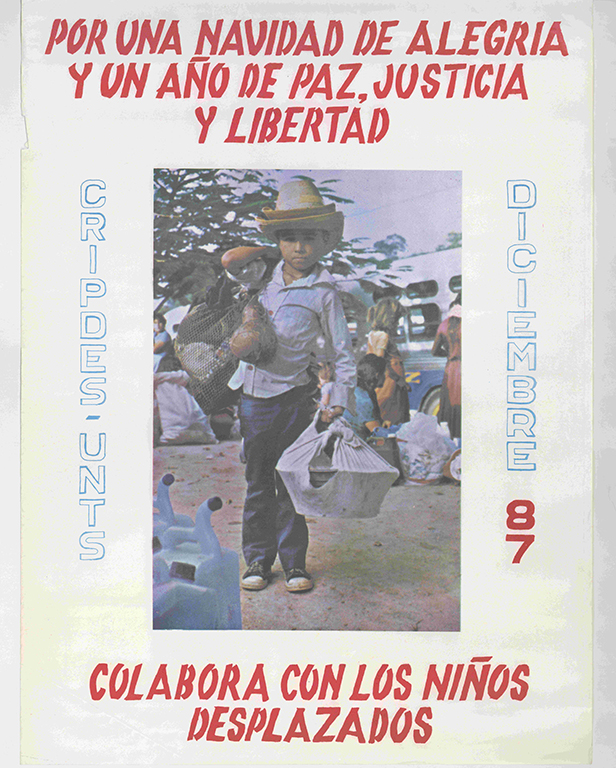 POR UNA NAVIDAD DE ALEGRIA
Y UN AÑO DE PAZ, JUSTICIA
Y LIBERTAD
CRIPDES-UNTS
DICIEMBRE
87
COLABORA CON LOS NIÑOS
DESPLAZADOS